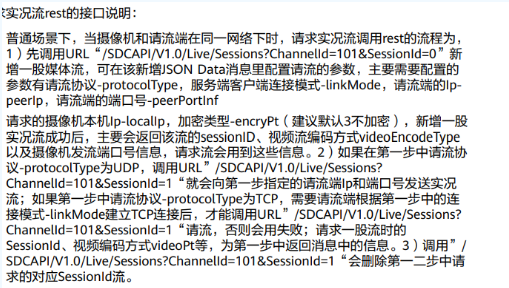 求实况流rest的接口说明：
普通场景下，当摄像机和请流端在同一网络下时，请求实况流调用rest的流程为，
1）先调用URL“/SDCAPI/V1.0/Live/Sessions?ChannelId=101&SessionId=0”新
增一股媒体流，可在该新增JSON Data消息里配置请流的参数，主要需要配置的
参数有请流协议-protocolType，服务端客户端连接模式-linkMode，请流端的Ip-
peerIp，请流端的端口号-peerPortInf
请求的摄像机本机Ip-localIp，加密类型-encryPt（建议默认3不加密），新增一股
实况流成功后，主要会返回该流的sessionID、视频流编码方式videoEncodeType
以及摄像机发流端口号信息，请求流会用到这些信息。2）如果在第一步中请流协
议-protocolType为UDP，调用URL”/SDCAPI/V1.0/Live/Sessions?
ChannelId=101&SessionId=1“就会向第一步指定的请流端Ip和端口号发送实况
流；如果第一步中请流协议-protocolType为TCP，需要请流端根据第一步中的连
接模式-linkMode建立TCP连接后，才能调用URL”/SDCAPI/V1.0/Live/Sessions?
ChannelId=101&SessionId=1“请流，否则会用失败；请求一股流时的
SessionId、视频编码方式videoPt等，为第一步中返回消息中的信息。3）调用”/
SDCAPI/V1.0/Live/Sessions?ChannelId=101&SessionId=1“会删除第一二步中请
求的对应SessionId流。